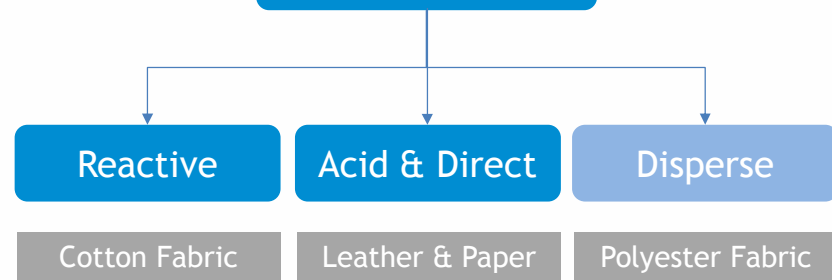 Reactive
Acid & Direct
Disperse
Cotton Fabric
Leather & Paper
Polyester Fabric